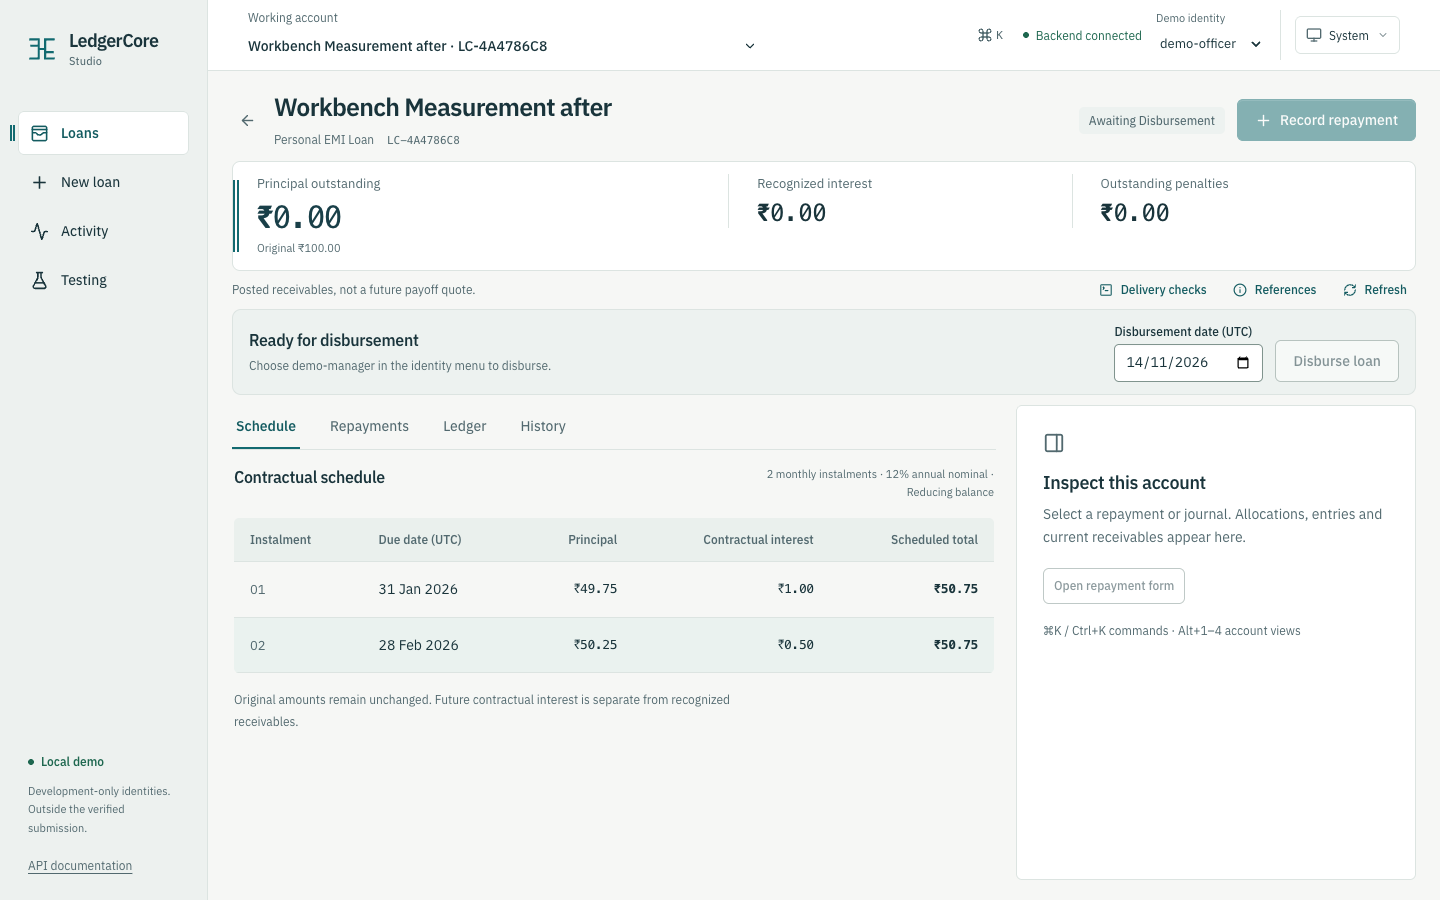 LedgerCore
Studio
Loans
New loan
Activity
Testing
Local demo
Development-only identities.
Outside the verified
submission.
API documentation
Working account
Workbench Measurement after · LC-4A4786C8
⌘ K
Backend connected
Demo identity
demo-officer
System
Workbench Measurement after
Personal EMI Loan LC-4A4786C8
Awaiting Disbursement
Record repayment
Principal outstanding
₹0.00
Original ₹100.00
Recognized interest
₹0.00
Outstanding penalties
₹0.00
Posted receivables, not a future payoff quote.
Delivery checks
References
Refresh
Ready for disbursement
Choose demo-manager in the identity menu to disburse.
Disbursement date (UTC)
14/11/2026
Disburse loan
Schedule Repayments Ledger History
Contractual schedule
2 monthly instalments · 12% annual nominal ·
Reducing balance
Instalment Due date (UTC) Principal Contractual interest Scheduled total
01 31 Jan 2026 ₹49.75 ₹1.00 ₹50.75
02 28 Feb 2026 ₹50.25 ₹0.50 ₹50.75
Original amounts remain unchanged. Future contractual interest is separate from recognized
receivables.
Inspect this account
Select a repayment or journal. Allocations, entries and
current receivables appear here.
Open repayment form
⌘K / Ctrl+K commands · Alt+1–4 account views